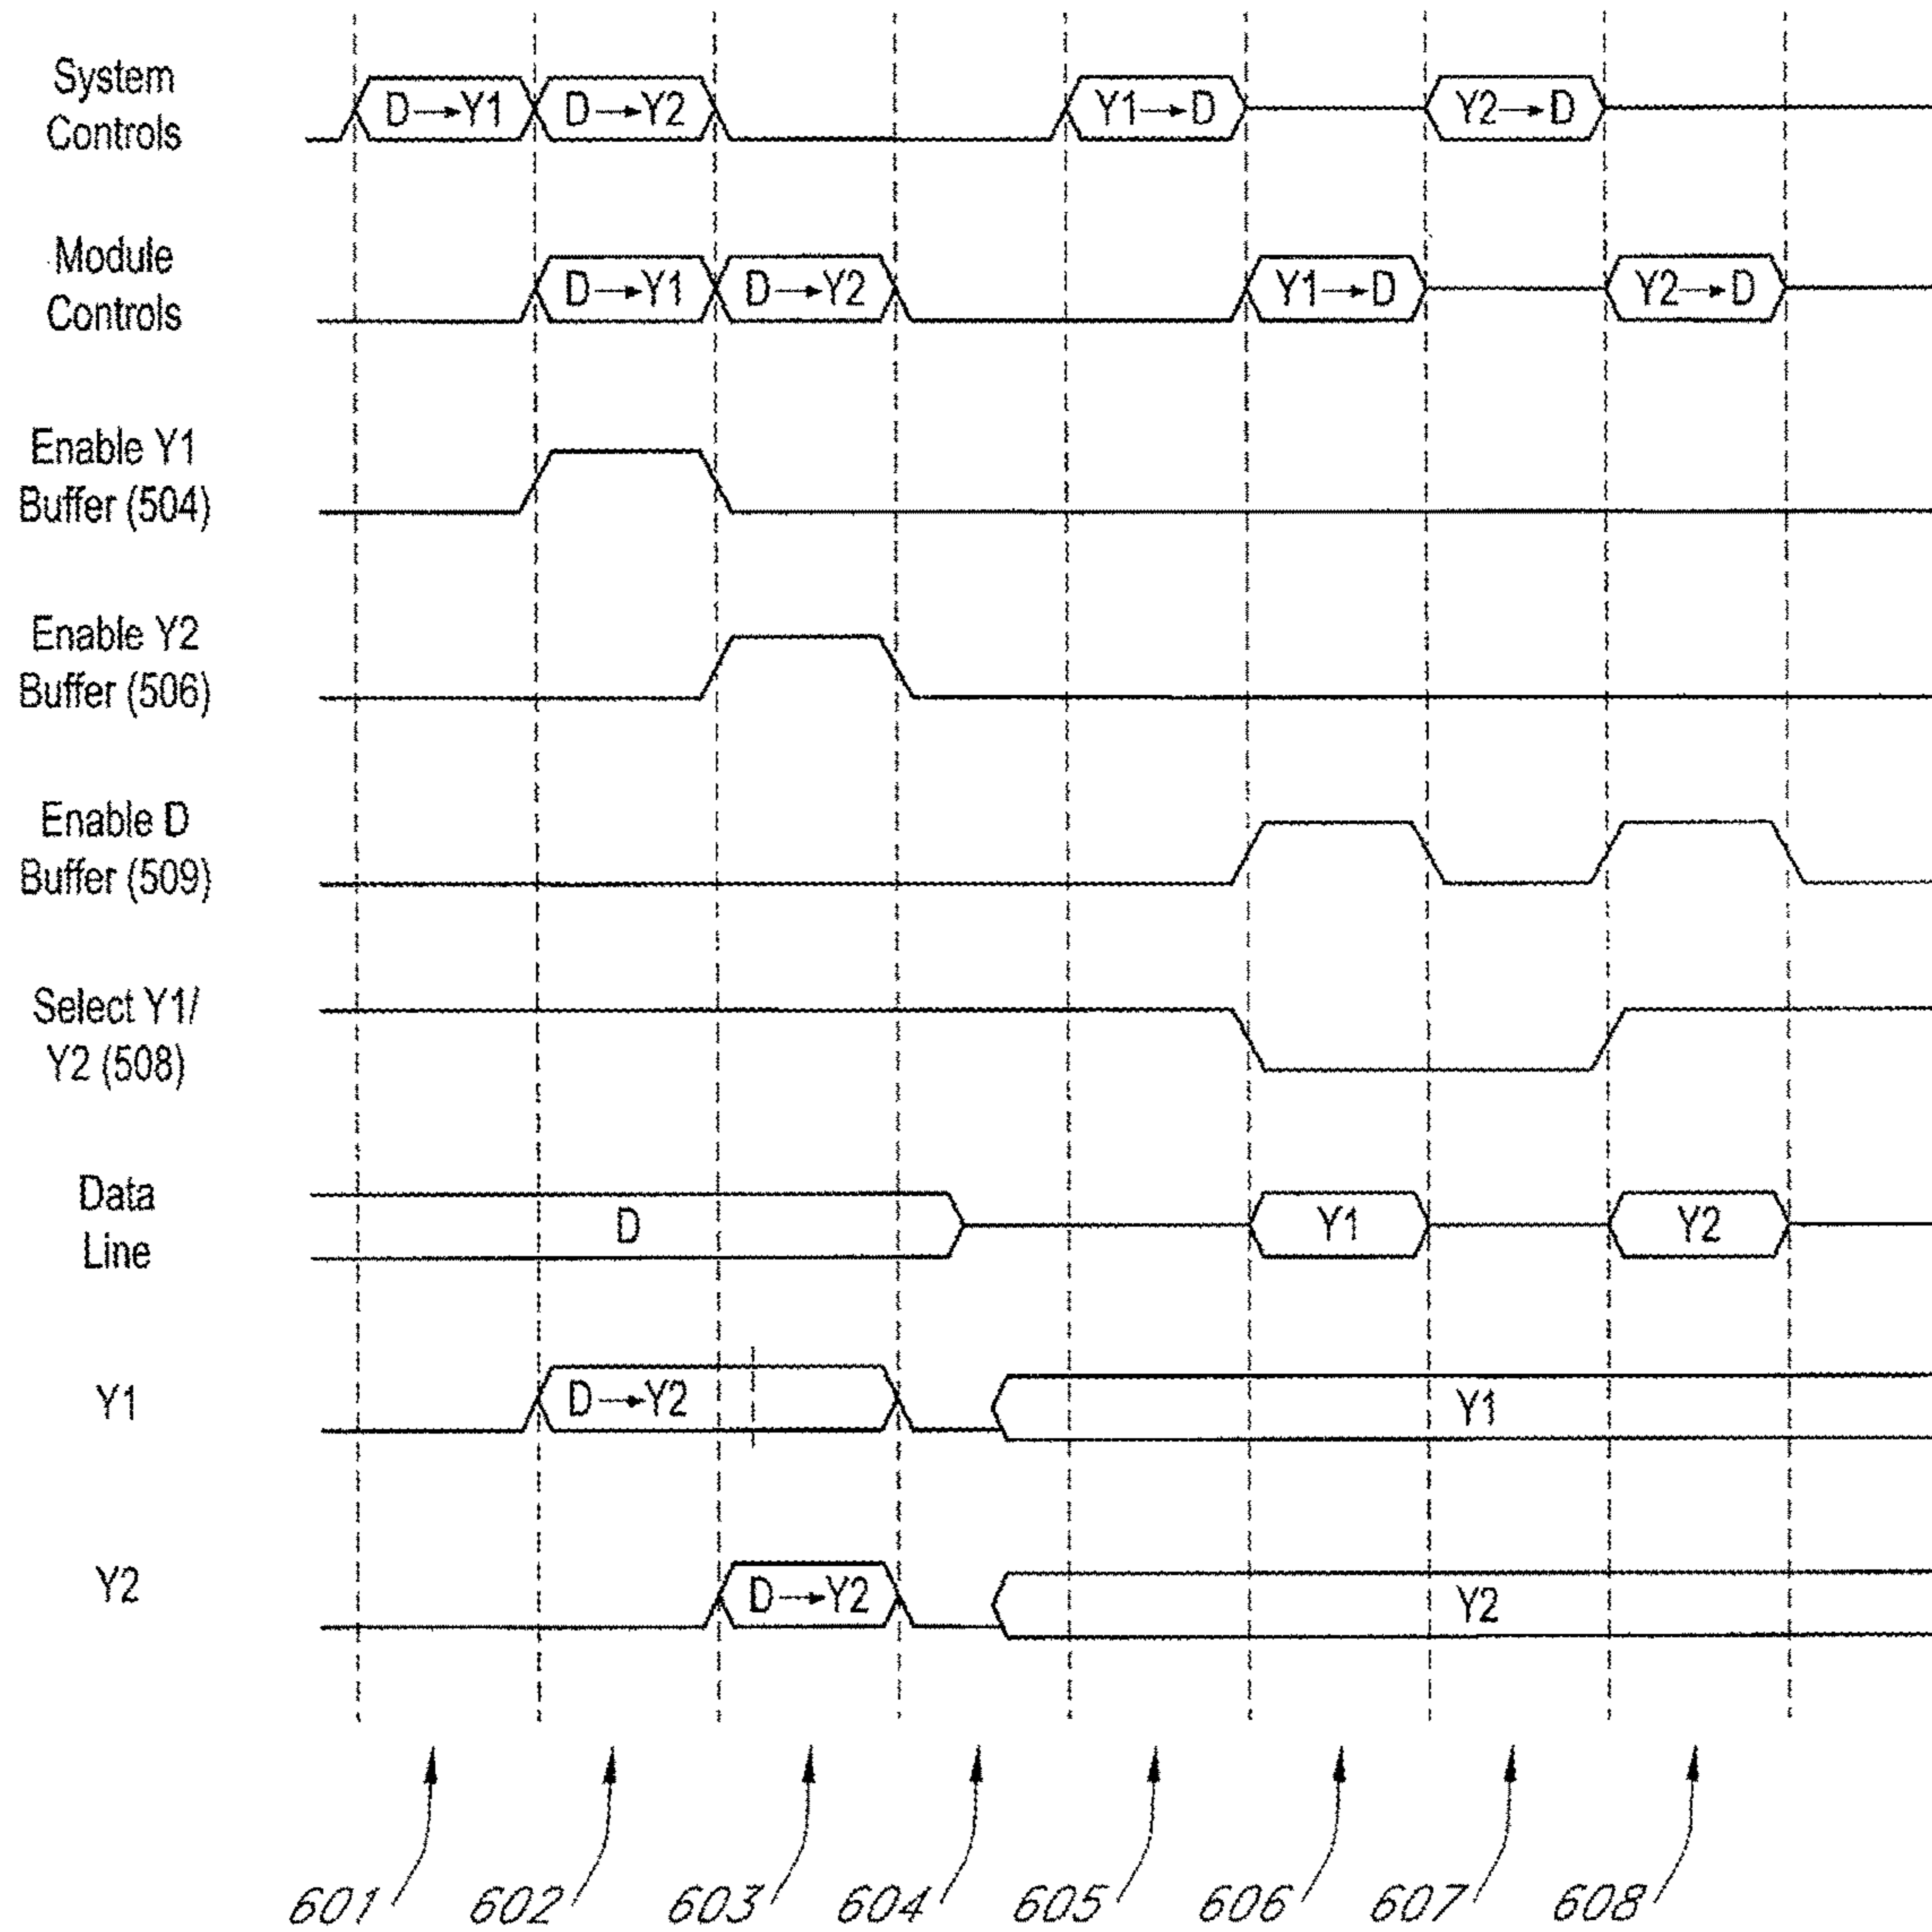 System
Controls
D→Y1
D→Y2
Y1→D
Y2→D
Module
Controls
D→Y1
D→Y2
Y1→D
Y2→D
Enable Y1
Buffer (504)
Enable Y2
Buffer (506)
Enable D
Buffer (509)
Select Y1/
Y2 (508)
Data
Line
D
Y1
Y2
Y1
D→Y2
Y1
Y2
D→Y2
Y2
601
602
603
604
605
606
607
608